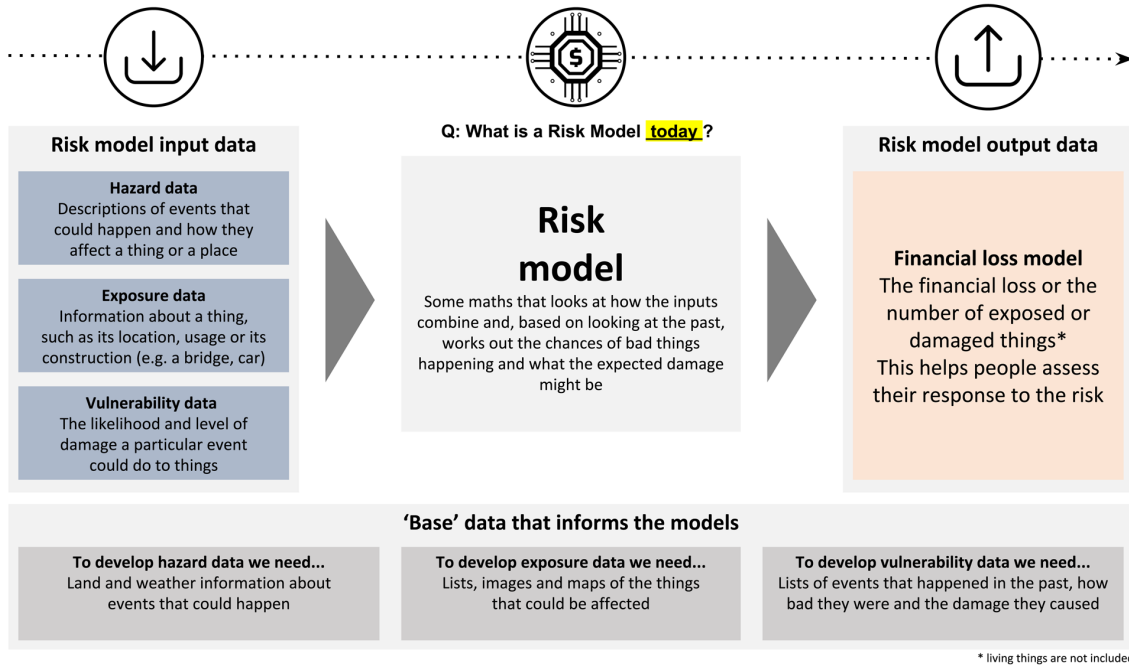 $
Q: What is a Risk Model today ?
Risk model input data
Hazard data
Descriptions of events that
could happen and how they
affect a thing or a place
Exposure data
Information about a thing,
such as its location, usage or its
construction (e.g. a bridge, car)
Vulnerability data
The likelihood and level of
damage a particular event
could do to things
Risk
model
Some maths that looks at how the inputs
combine and, based on looking at the past,
works out the chances of bad things
happening and what the expected damage
might be
Risk model output data
Financial loss model
The financial loss or the
number of exposed or
damaged things*
This helps people assess
their response to the risk
‘Base’ data that informs the models
To develop hazard data we need...
Land and weather information about
events that could happen
To develop exposure data we need...
Lists, images and maps of the things
that could be affected
To develop vulnerability data we need...
Lists of events that happened in the past, how
bad they were and the damage they caused
* living things are not included